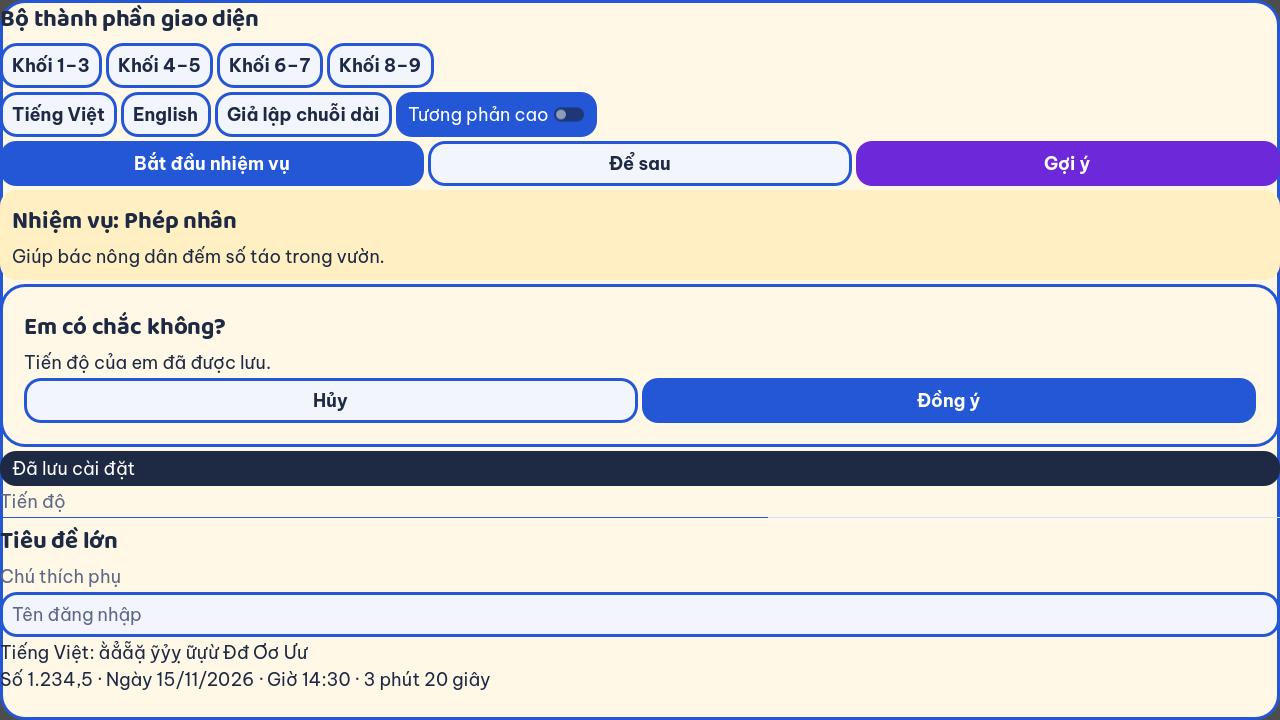 Bộ thành phần giao diện
Khối 1–3 Khối 4–5 Khối 6–7 Khối 8–9
Tiếng Việt English Giả lập chuỗi dài Tương phản cao
Bắt đầu nhiệm vụ Để sau Gợi ý
Nhiệm vụ: Phép nhân
Giúp bác nông dân đếm số táo trong vườn.
Em có chắc không?
Tiến độ của em đã được lưu.
Hủy Đồng ý
Đã lưu cài đặt
Tiến độ
Tiêu đề lớn
Chú thích phụ
Tên đăng nhập
Tiếng Việt: ằẳẵặ ỹỷỵ ữựừ Đđ Ơơ Ưư
Số 1.234,5 · Ngày 15/11/2026 · Giờ 14:30 · 3 phút 20 giây